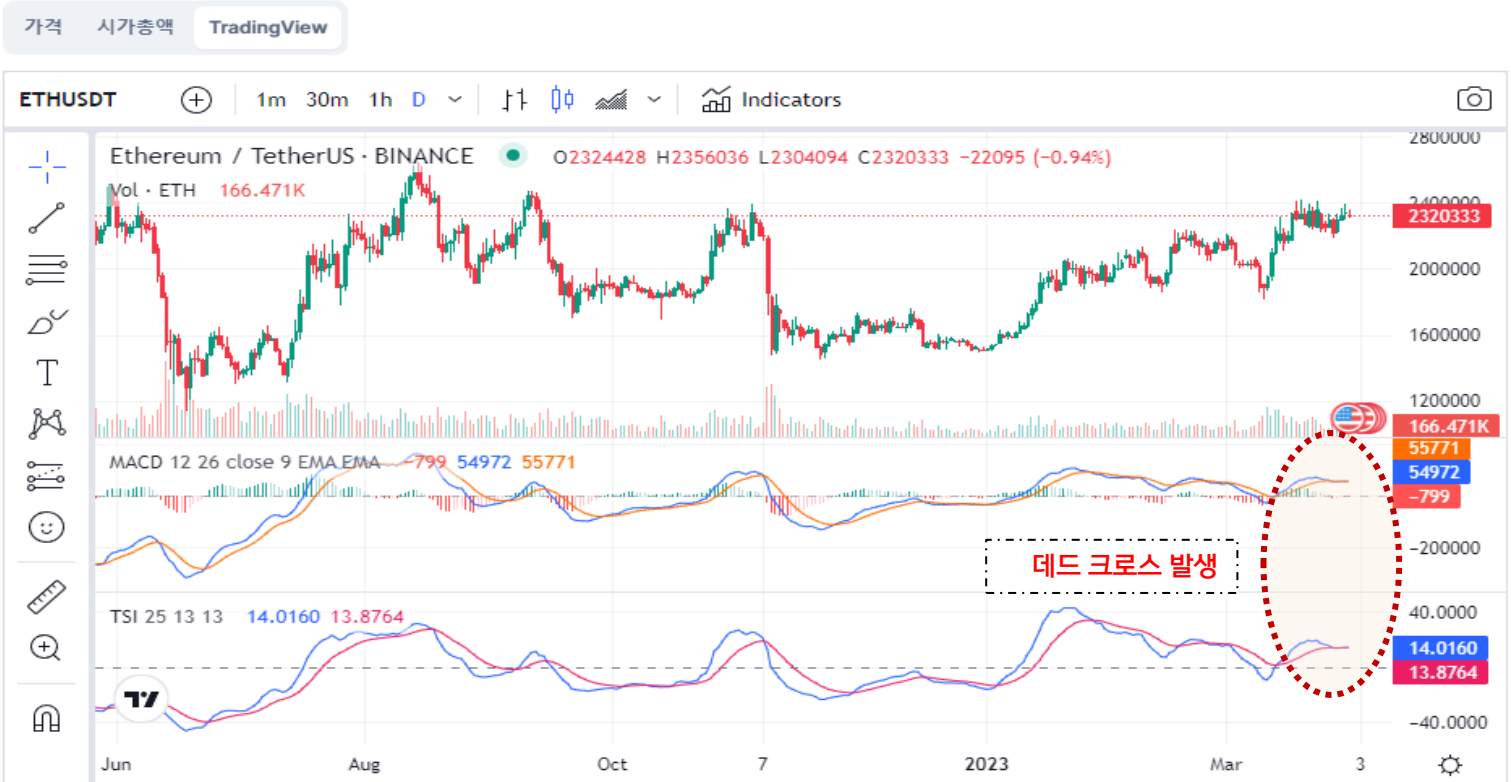 가격 시가총액 TradingView
ETHUSDT 1m 30m 1h D Indicators
Ethereum / TetherUS · BINANCE O2324428 H2356036 L2304094 C2320333 −22095 (−0.94%)
Vol · ETH 166.471K
2800000
2400000
2320333
2000000
1600000
1200000
166.471K
MACD 12 26 close 9 EMA EMA −799 54972 55771
55771
54972
−799
−200000
데드 크로스 발생
TSI 25 13 13 14.0160 13.8764
40.0000
14.0160
13.8764
−40.0000
Jun Aug Oct 7 2023 Mar 3